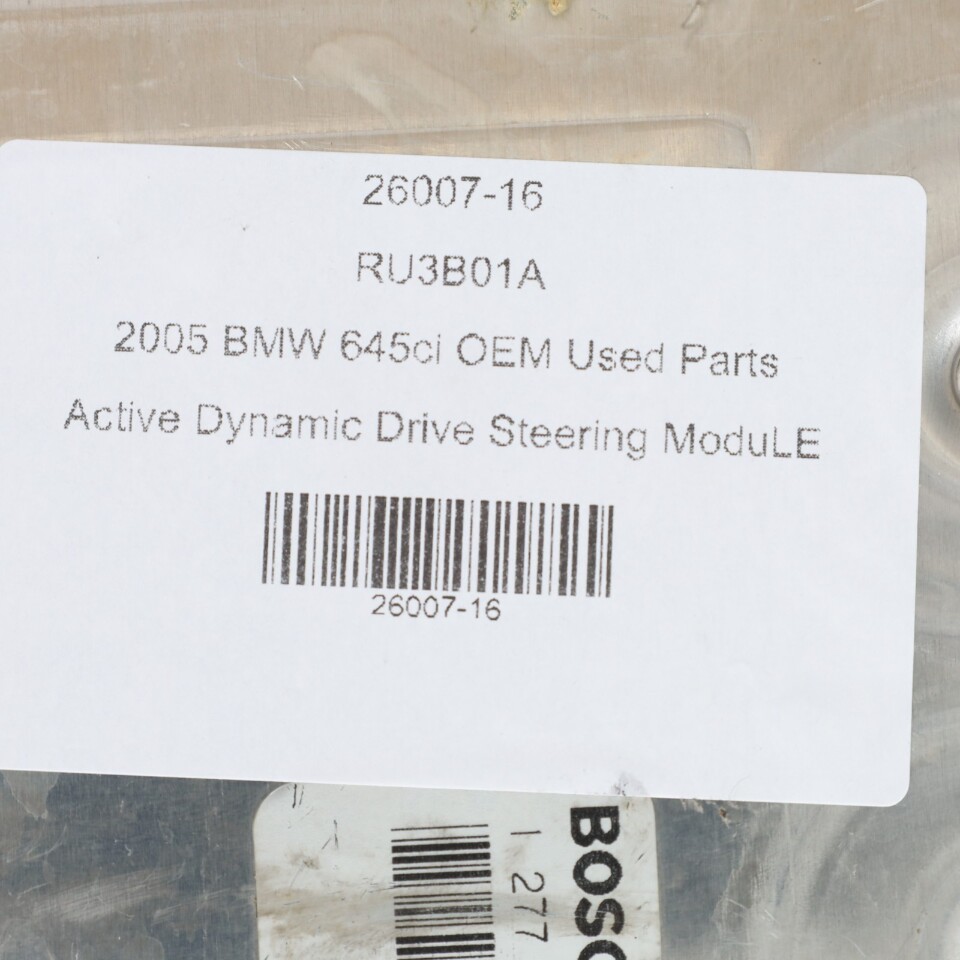 26007-16
RU3B01A
2005 BMW 645ci OEM Used Parts
Active Dynamic Drive Steering ModuLE
26007-16
BOSC
1 277